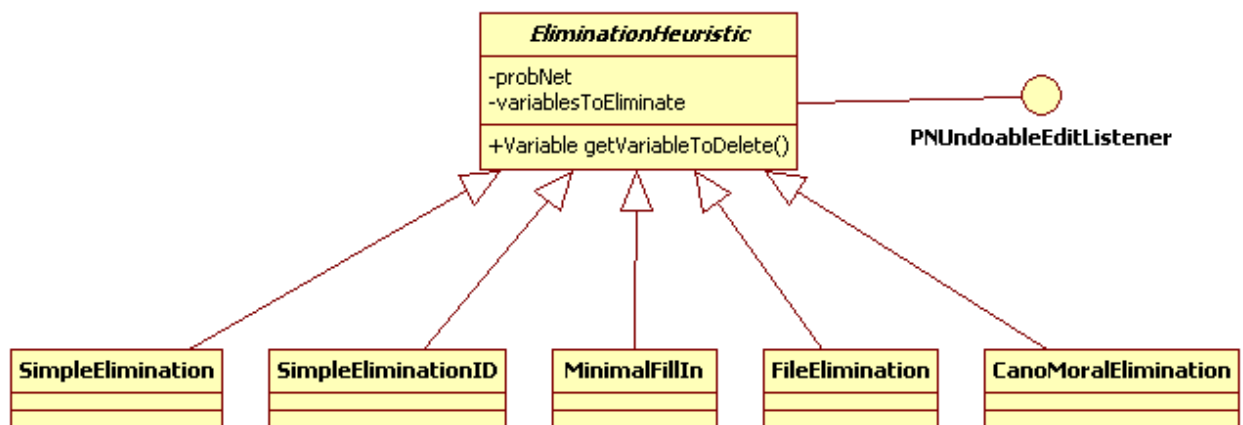 EliminationHeuristic
-probNet
-variablesToEliminate
+Variable getVariableToDelete()
PNUndoableEditListener
SimpleElimination
SimpleEliminationID
MinimalFillIn
FileElimination
CanoMoralElimination